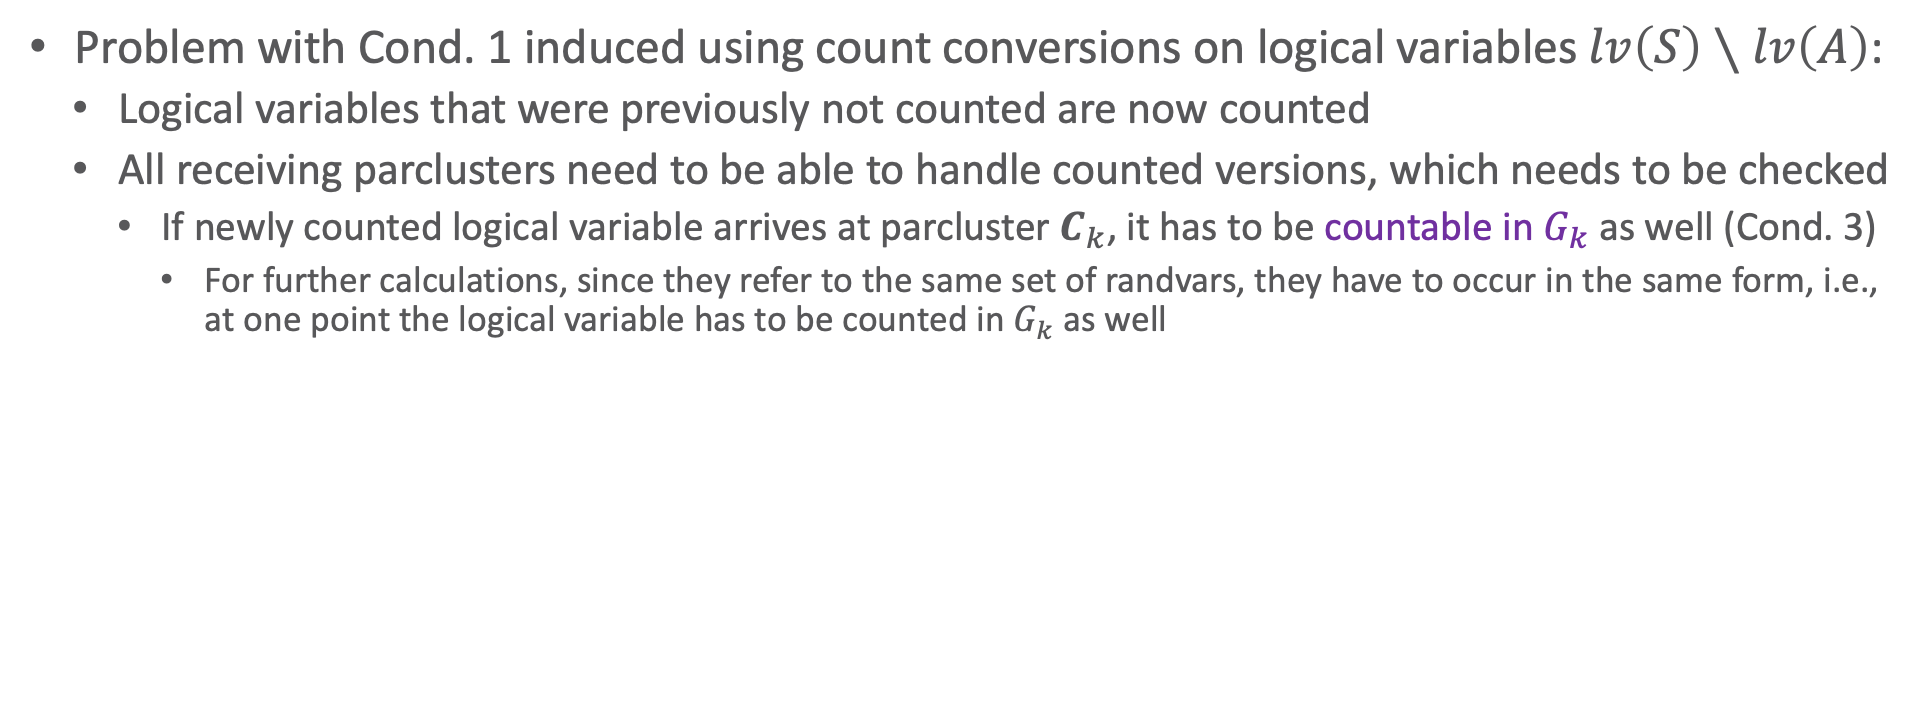 • Problem with Cond. 1 induced using count conversions on logical variables 𝑙𝑣(𝑆) \ 𝑙𝑣(𝐴):
• Logical variables that were previously not counted are now counted
• All receiving parclusters need to be able to handle counted versions, which needs to be checked
• If newly counted logical variable arrives at parcluster 𝑪ₖ, it has to be countable in 𝐺ₖ as well (Cond. 3)
• For further calculations, since they refer to the same set of randvars, they have to occur in the same form, i.e.,
at one point the logical variable has to be counted in 𝐺ₖ as well